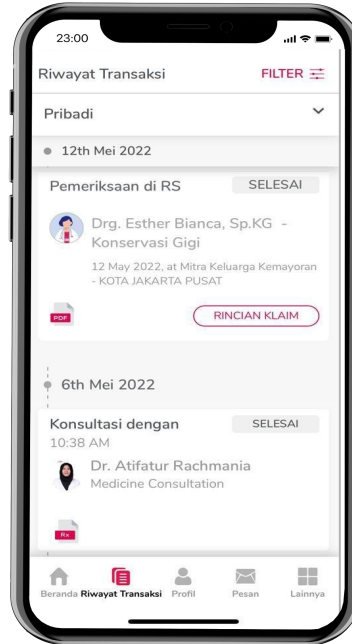 23:00
Riwayat Transaksi
FILTER
Pribadi
12th Mei 2022
Pemeriksaan di RS
SELESAI
Drg. Esther Bianca, Sp.KG -
Konservasi Gigi
12 May 2022, at Mitra Keluarga Kemayoran
- KOTA JAKARTA PUSAT
PDF
RINCIAN KLAIM
6th Mei 2022
Konsultasi dengan
SELESAI
10:38 AM
Dr. Atifatur Rachmania
Medicine Consultation
Rx
Beranda
Riwayat Transaksi
Profil
Pesan
Lainnya